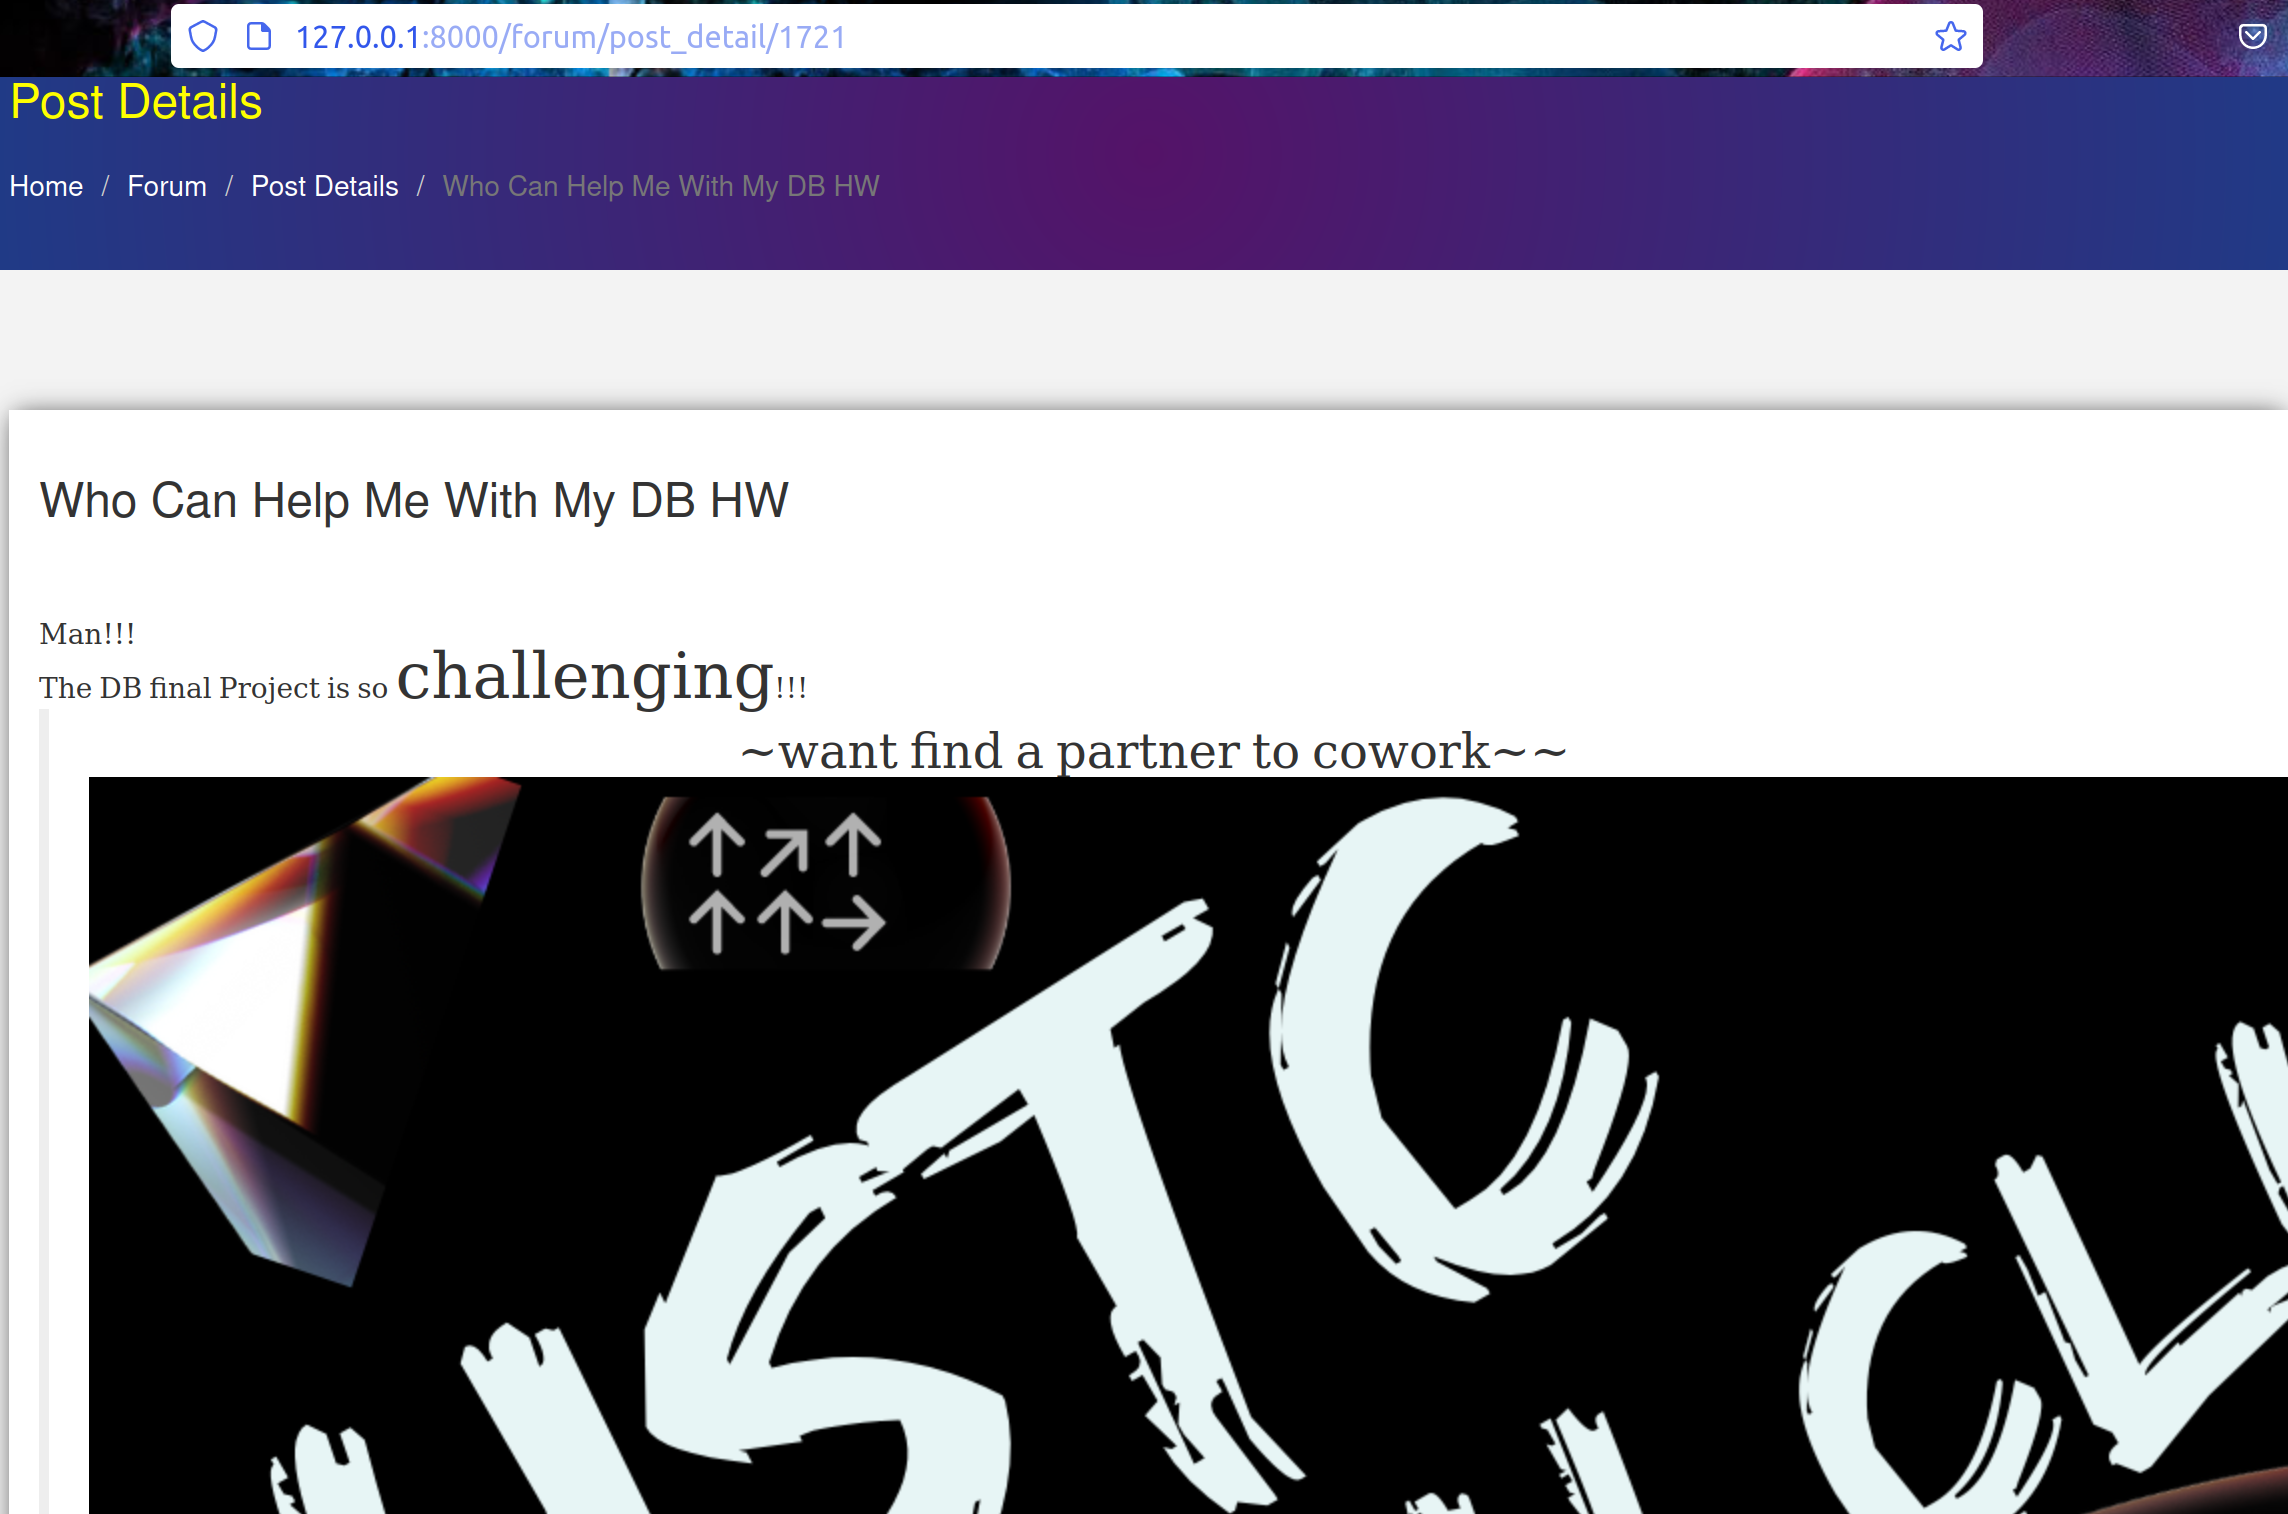 127.0.0.1:8000/forum/post_detail/1721
Post Details
Home / Forum / Post Details / Who Can Help Me With My DB HW
Who Can Help Me With My DB HW
Man!!!
The DB final Project is so challenging!!!
~want find a partner to cowork~~
↑↗↑
↑↑→
USTC